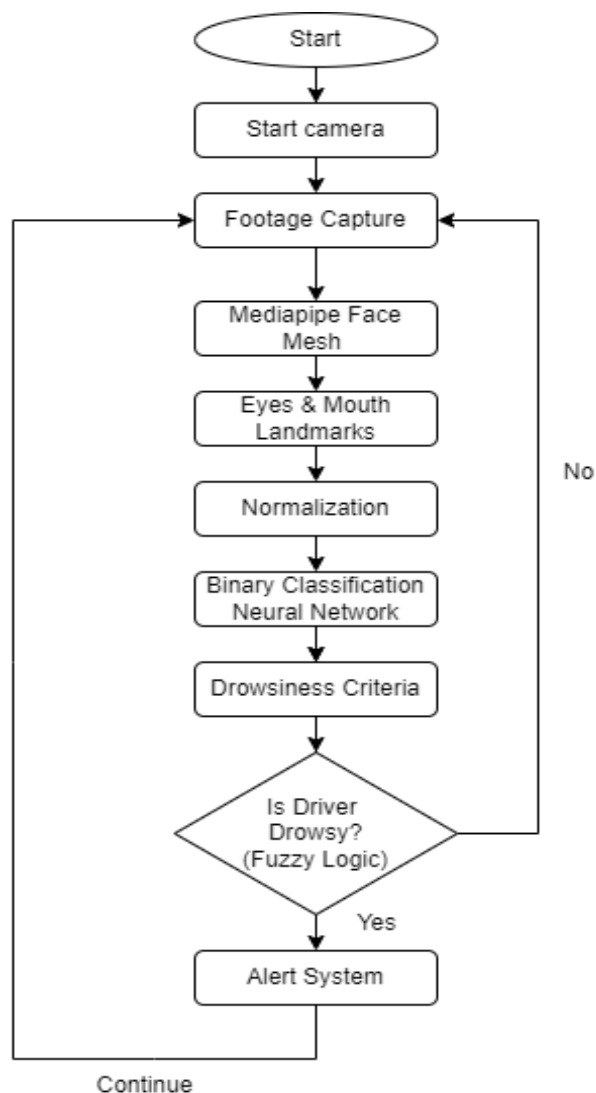 Start
Start camera
Footage Capture
Mediapipe Face
Mesh
Eyes & Mouth
Landmarks
No
Normalization
Binary Classification
Neural Network
Drowsiness Criteria
Is Driver
Drowsy?
(Fuzzy Logic)
Yes
Alert System
Continue